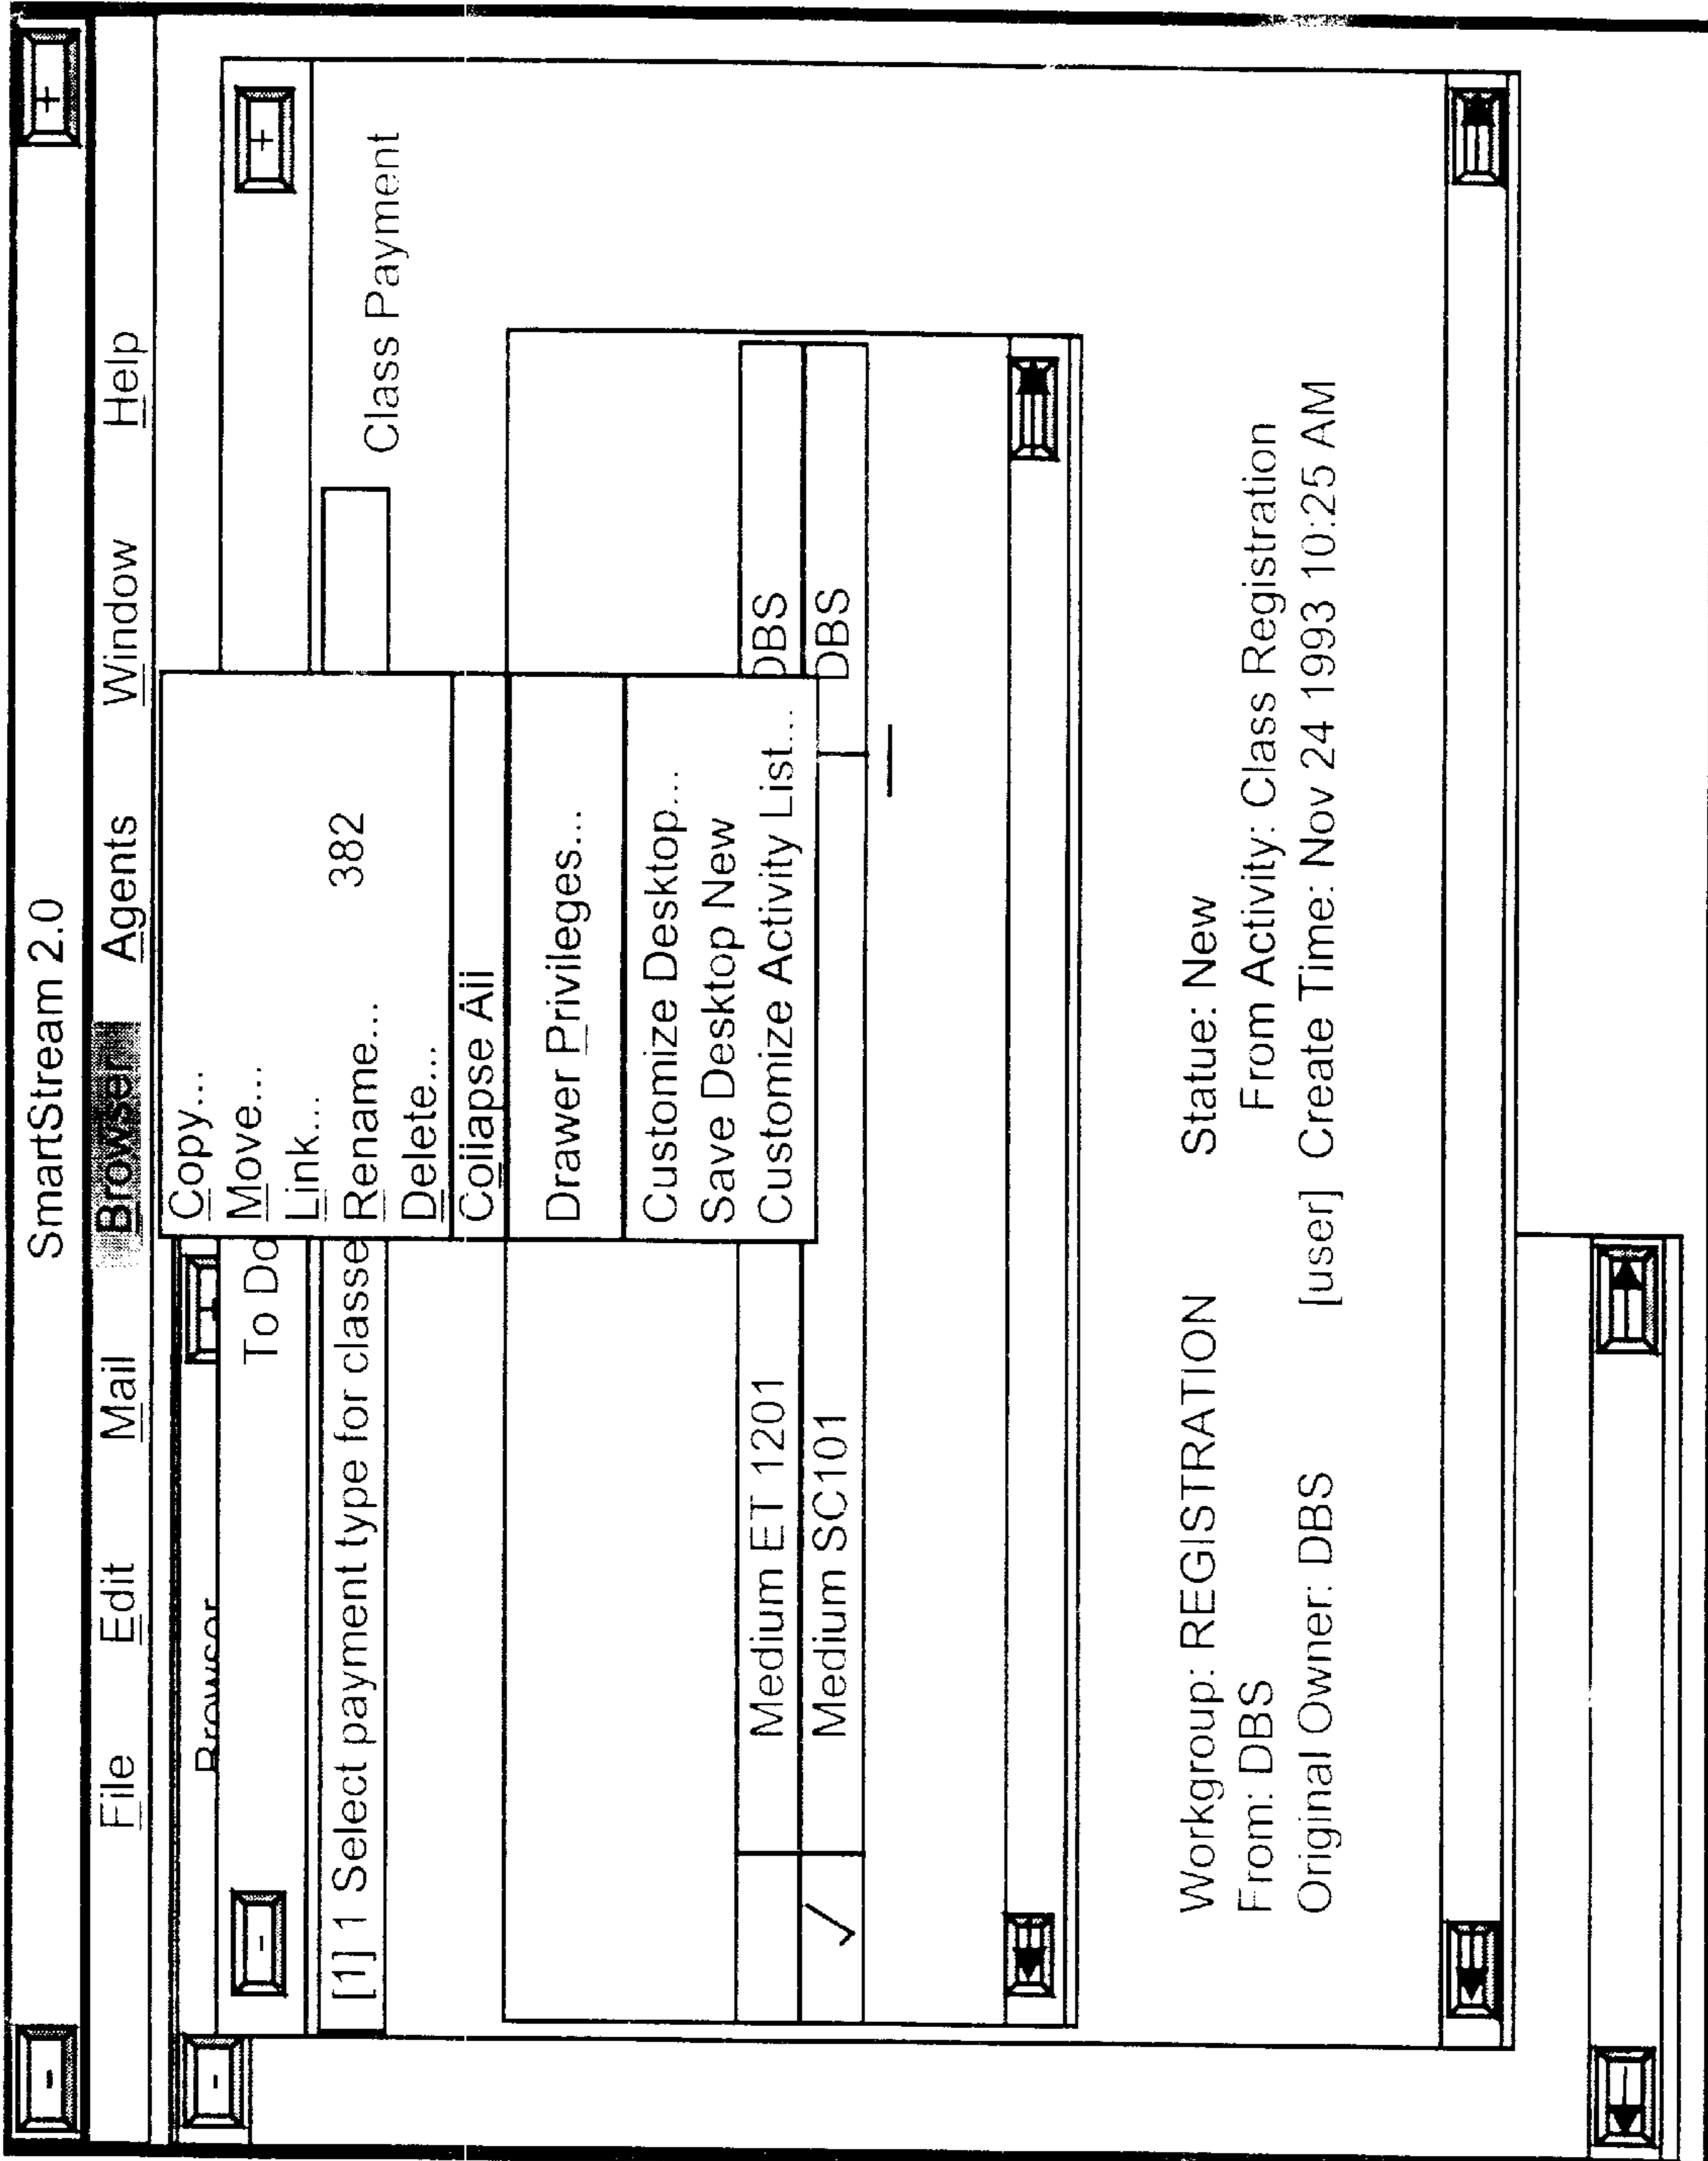 SmartStream 2.0
File Edit Mail Browser Agents Window Help
Browser
To Do
Copy...
Move...
Link...
Rename... 382
Delete...
Collapse All
Drawer Privileges...
Customize Desktop...
Save Desktop New
Customize Activity List...
[1] 1 Select payment type for classe
Class Payment
Medium ET 1201 DBS
Medium SC101 DBS
Workgroup: REGISTRATION Statue: New
From: DBS From Activity: Class Registration
Original Owner: DBS [user] Create Time: Nov 24 1993 10:25 AM